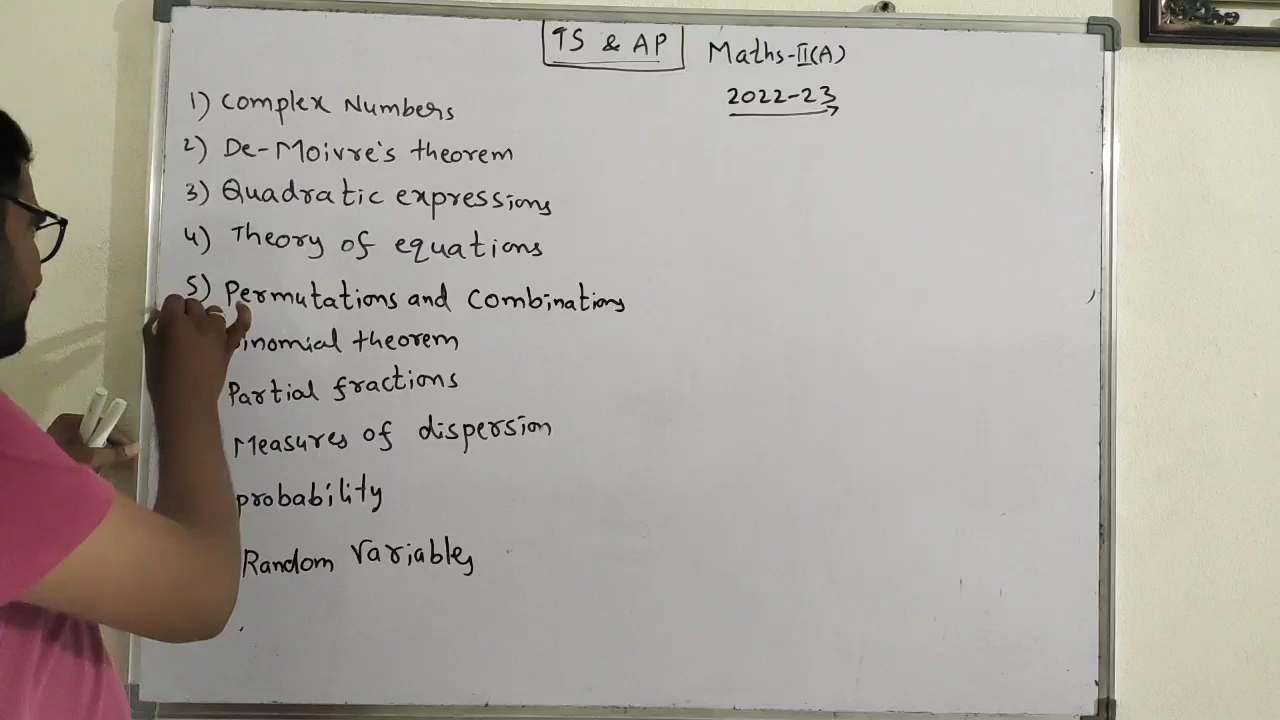 TS & AP Maths-II(A)
2022-23
1) Complex Numbers
2) De-Moivre's theorem
3) Quadratic expressions
4) Theory of equations
5) Permutations and Combinations
inomial theorem
Partial fractions
Measures of dispersion
probability
Random Variables